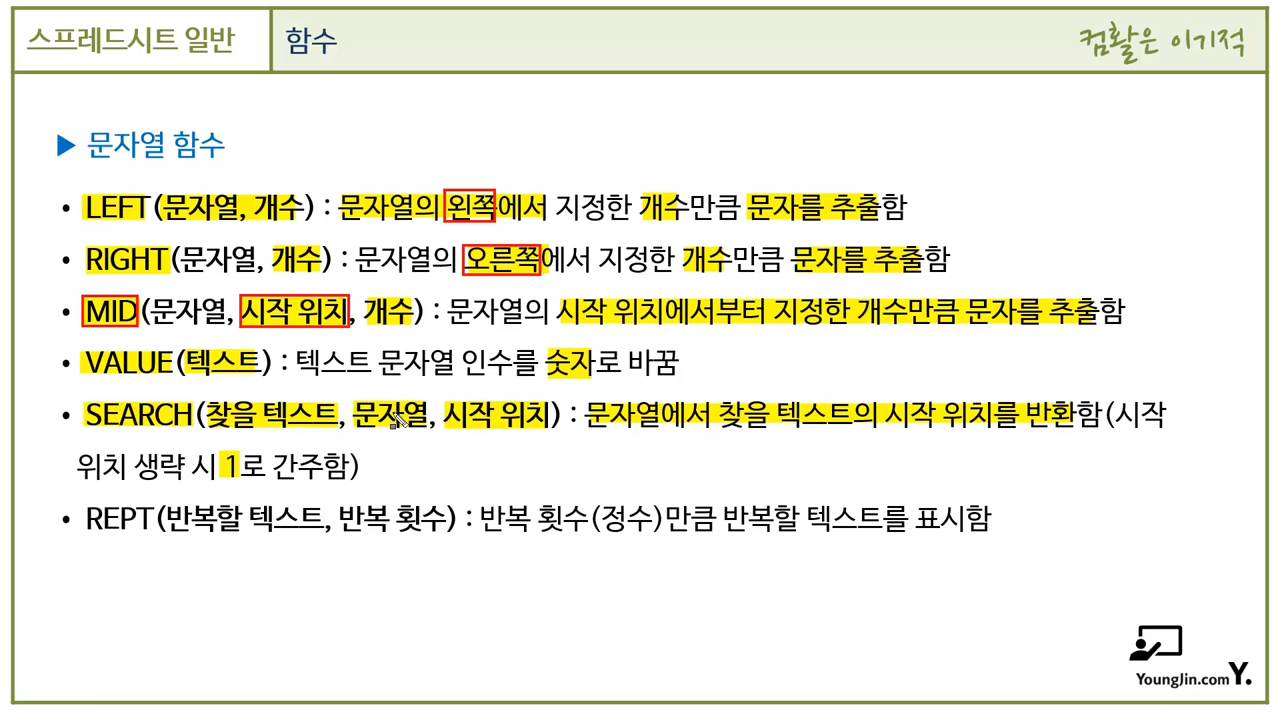 스프레드시트 일반
함수
컴활은 이기적
▶ 문자열 함수
• LEFT(문자열, 개수) : 문자열의 왼쪽에서 지정한 개수만큼 문자를 추출함
• RIGHT(문자열, 개수) : 문자열의 오른쪽에서 지정한 개수만큼 문자를 추출함
• MID(문자열, 시작 위치, 개수) : 문자열의 시작 위치에서부터 지정한 개수만큼 문자를 추출함
• VALUE(텍스트) : 텍스트 문자열 인수를 숫자로 바꿈
• SEARCH(찾을 텍스트, 문자열, 시작 위치) : 문자열에서 찾을 텍스트의 시작 위치를 반환함(시작
위치 생략 시 1로 간주함)
• REPT(반복할 텍스트, 반복 횟수) : 반복 횟수(정수)만큼 반복할 텍스트를 표시함
YoungJin.com Y.